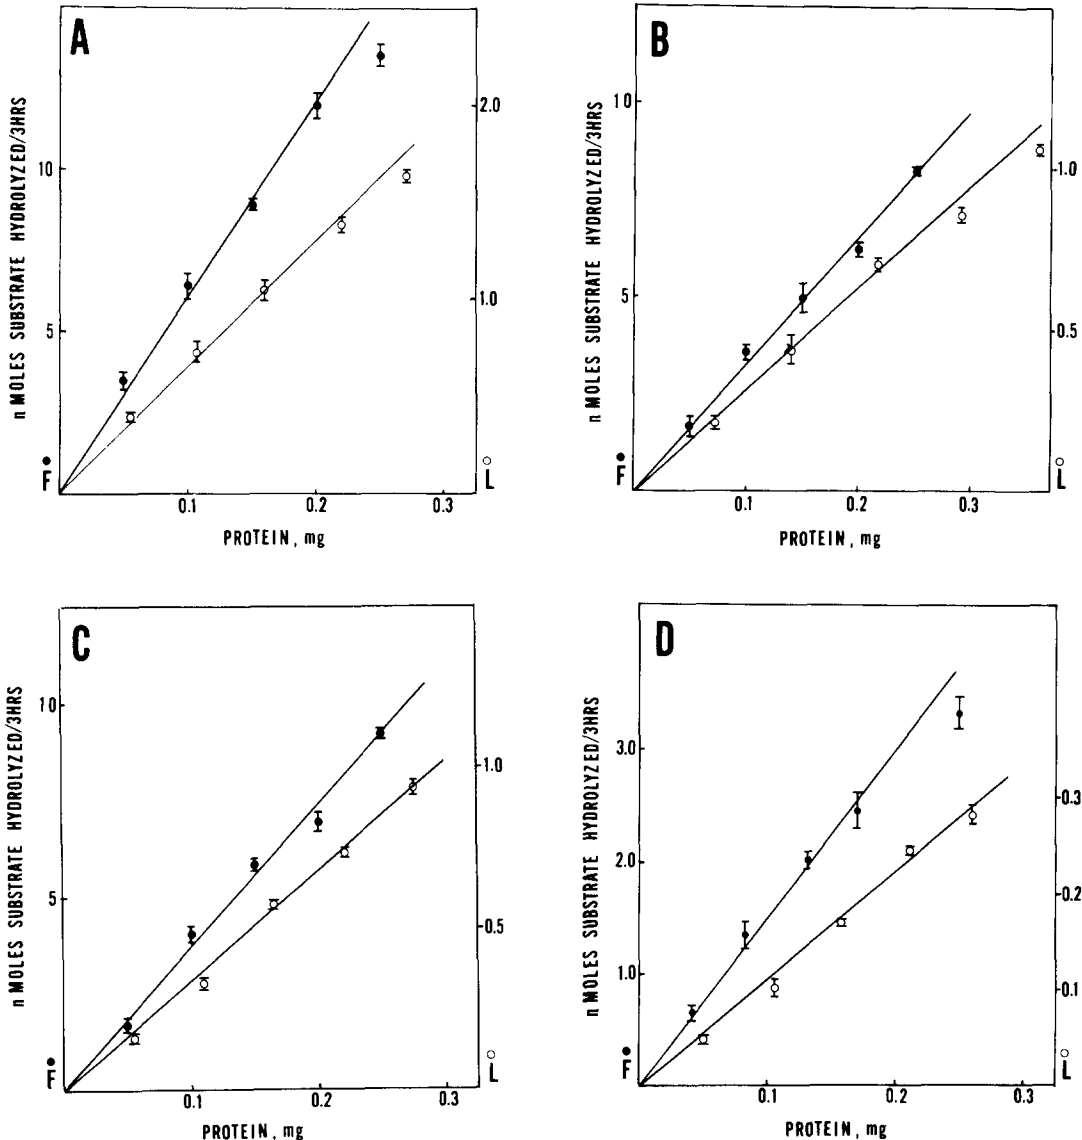 A
n MOLES SUBSTRATE HYDROLYZED/3HRS
10
5
2.0
1.0
F
L
0.1
0.2
0.3
PROTEIN, mg
B
n MOLES SUBSTRATE HYDROLYZED/3HRS
10
5
1.0
0.5
F
L
0.1
0.2
0.3
PROTEIN, mg
C
n MOLES SUBSTRATE HYDROLYZED/3HRS
10
5
1.0
0.5
F
L
0.1
0.2
0.3
PROTEIN, mg
D
n MOLES SUBSTRATE HYDROLYZED/3HRS
3.0
2.0
1.0
0.3
0.2
0.1
F
L
0.1
0.2
0.3
PROTEIN, mg